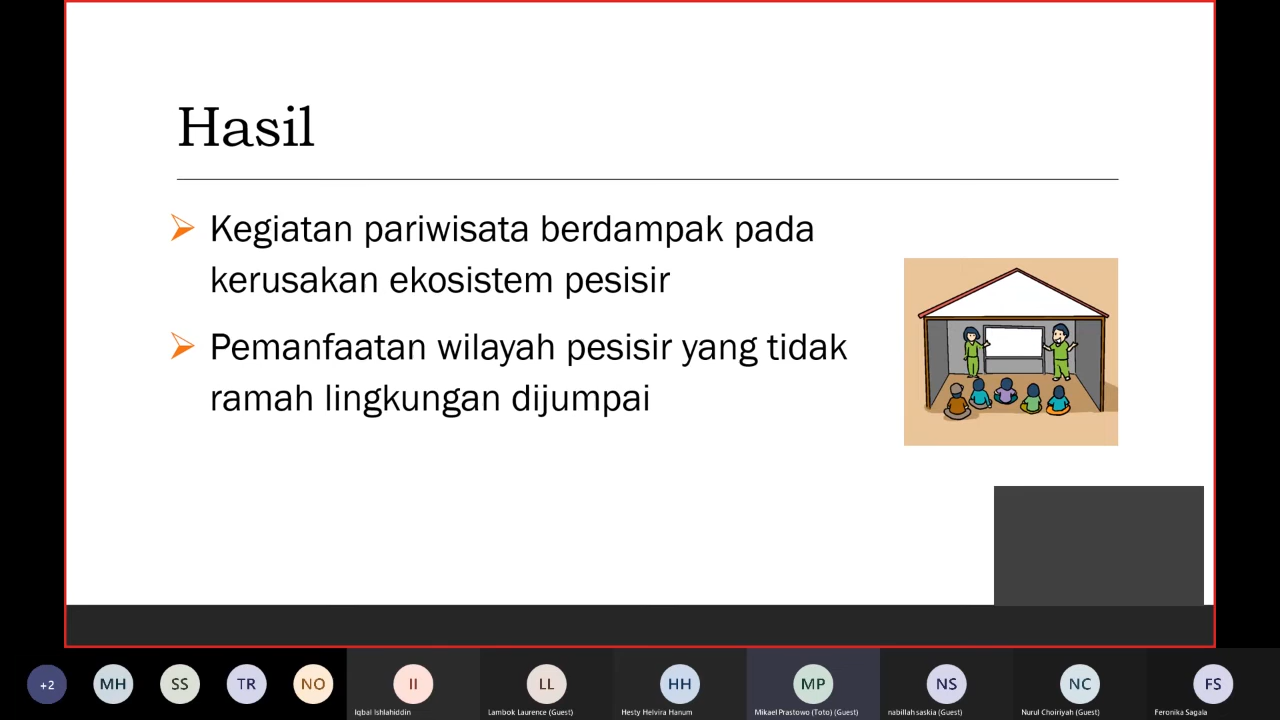 Hasil
Kegiatan pariwisata berdampak pada
kerusakan ekosistem pesisir
Pemanfaatan wilayah pesisir yang tidak
ramah lingkungan dijumpai
+2
MH
SS
TR
NO
II
LL
HH
MP
NS
NC
FS
Iqbal Ishlahiddin
Lambok Laurence (Guest)
Hesty Helvira Hanum
Mikael Prastowo (Toto) (Guest)
nabillah saskia (Guest)
Nurul Choiriyah (Guest)
Feronika Sagala